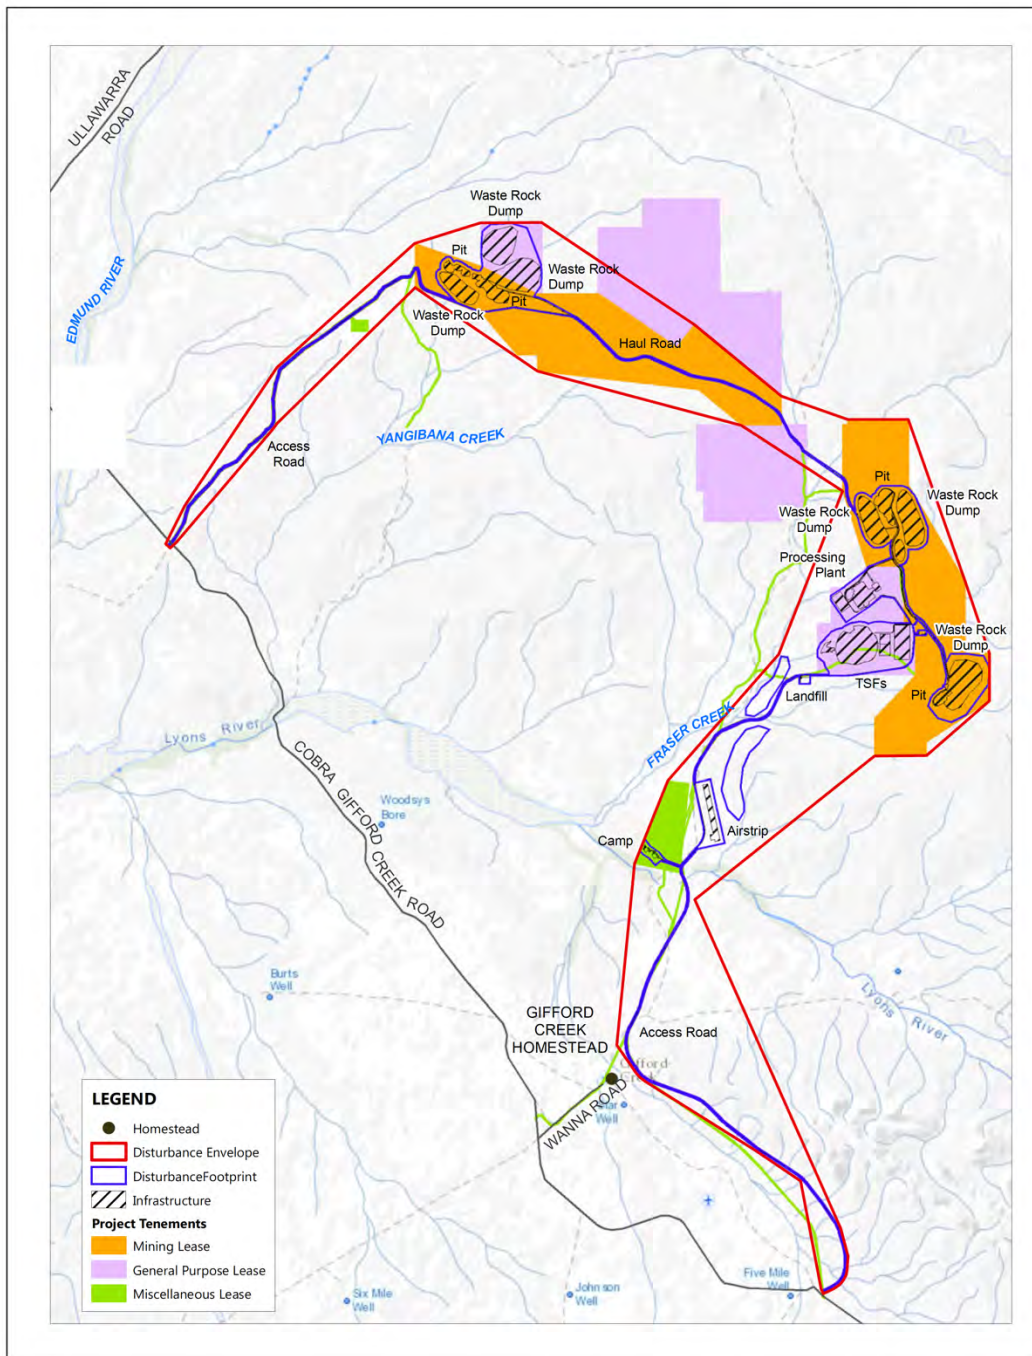 ULLAWARRA
ROAD
EDMUND RIVER
Waste Rock
Dump
Pit
Waste Rock
Dump
Pit
Waste Rock
Dump
Haul Road
YANGIBANA CREEK
Access
Road
Pit
Waste Rock
Dump
Waste Rock
Dump
Processing
Plant
Waste Rock
Dump
Pit
TSFs
Landfill
FRASER CREEK
Lyons River
COBRA GIFFORD CREEK ROAD
Woodsys
Bore
Camp
Airstrip
Burts
Well
Lyons River
GIFFORD
CREEK
HOMESTEAD
Access Road
Gifford
Creek
WANNA ROAD
Well
Five Mile
Well
Johnson
Well
Six Mile
Well
LEGEND
Homestead
Disturbance Envelope
DisturbanceFootprint
Infrastructure
Project Tenements
Mining Lease
General Purpose Lease
Miscellaneous Lease